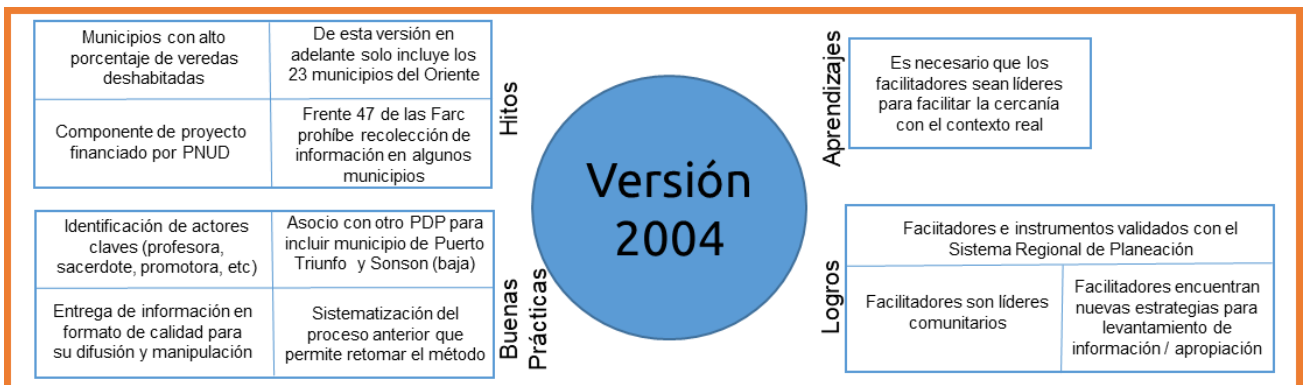 Municipios con alto
porcentaje de veredas
deshabitadas
De esta versión en
adelante solo incluye los
23 municipios del Oriente
Componente de proyecto
financiado por PNUD
Frente 47 de las Farc
prohíbe recolección de
información en algunos
municipios
Hitos
Identificación de actores
claves (profesora,
sacerdote, promotora, etc)
Asocio con otro PDP para
incluir municipio de Puerto
Triunfo y Sonson (baja)
Entrega de información en
formato de calidad para
su difusión y manipulación
Sistematización del
proceso anterior que
permite retomar el método
Buenas
Prácticas
Versión
2004
Aprendizajes
Es necesario que los
facilitadores sean líderes
para facilitar la cercanía
con el contexto real
Logros
Faciitadores e instrumentos validados con el
Sistema Regional de Planeación
Facilitadores son líderes
comunitarios
Facilitadores encuentran
nuevas estrategias para
levantamiento de
información / apropiación